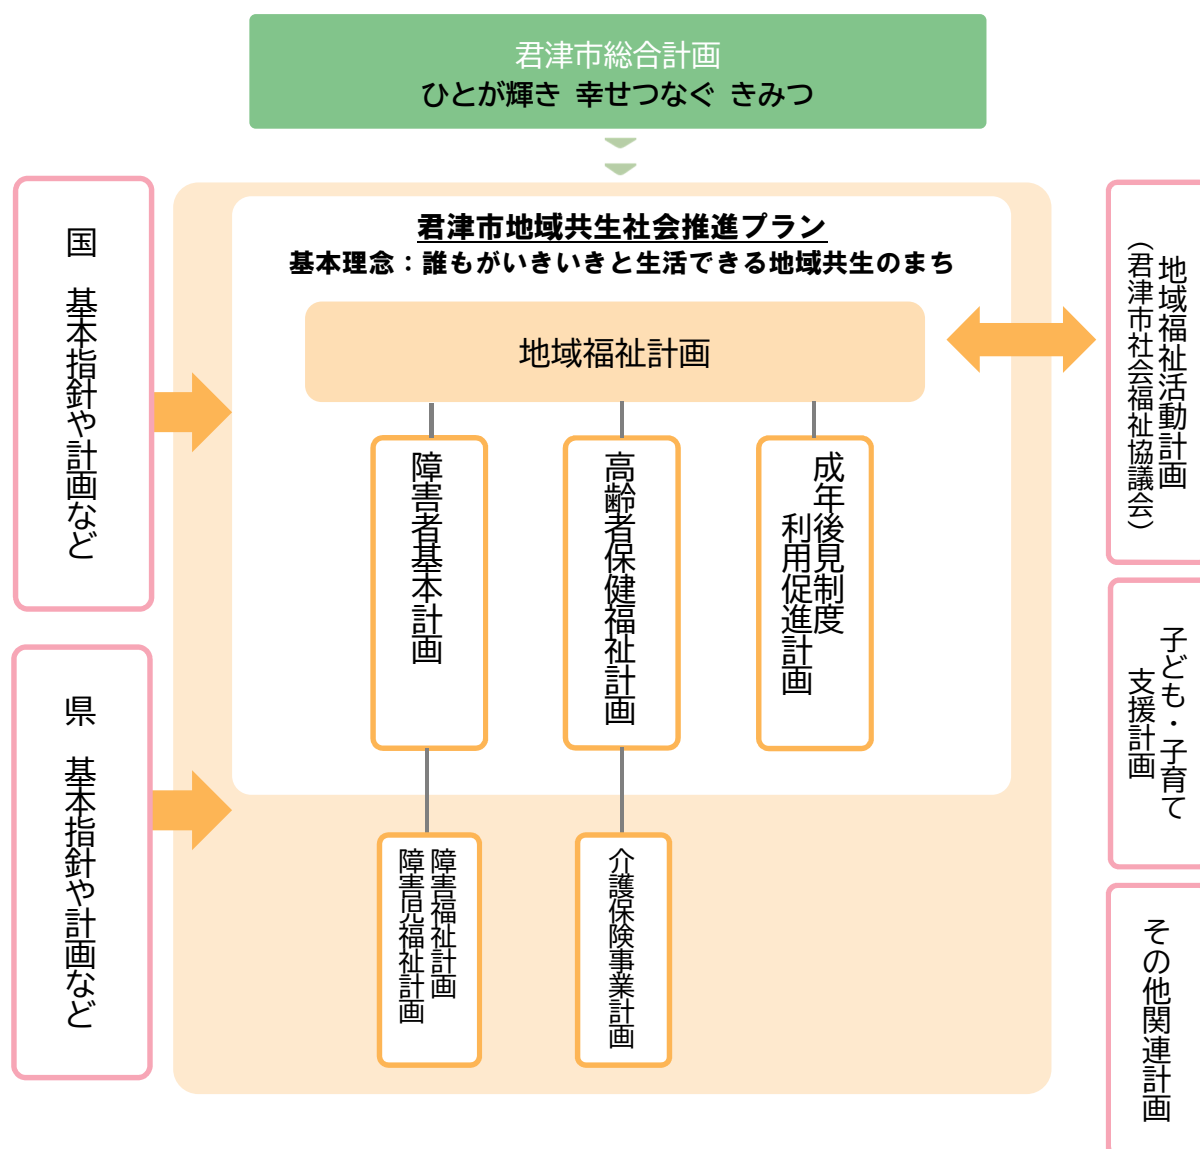 君津市総合計画
ひとが輝き 幸せつなぐ きみつ
君津市地域共生社会推進プラン
基本理念：誰もがいきいきと生活できる地域共生のまち
地域福祉計画
障害者基本計画
高齢者保健福祉計画
成年後見制度
利用促進計画
障害福祉計画
障害児福祉計画
介護保険事業計画
国 基本指針や計画など
県 基本指針や計画など
地域福祉活動計画
（君津市社会福祉協議会）
子ども・子育て
支援計画
その他関連計画